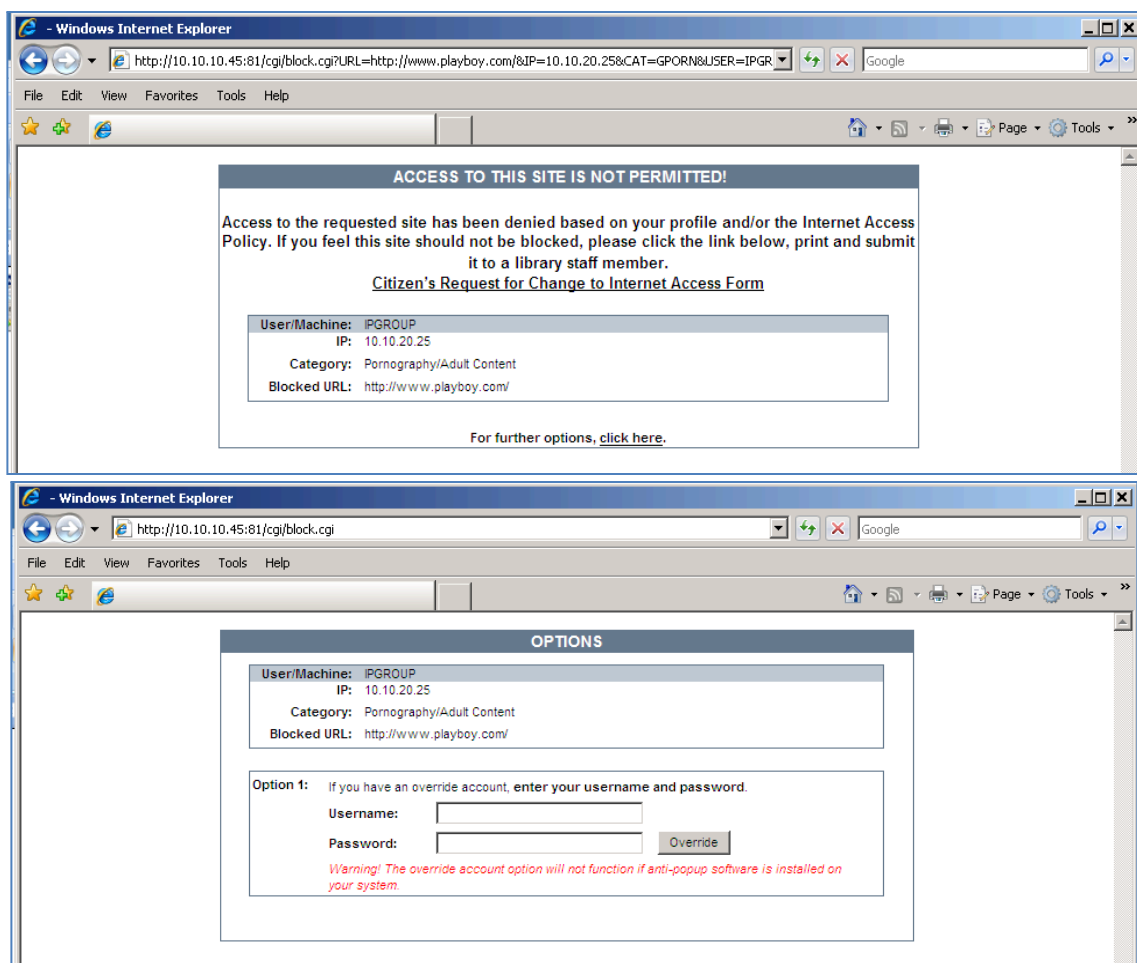 - Windows Internet Explorer
http://10.10.10.45:81/cgi/block.cgi?URL=http://www.playboy.com/&IP=10.10.20.25&CAT=GPORN&USER=IPGR
Google
File Edit View Favorites Tools Help
Page Tools »
ACCESS TO THIS SITE IS NOT PERMITTED!
Access to the requested site has been denied based on your profile and/or the Internet Access
Policy. If you feel this site should not be blocked, please click the link below, print and submit
it to a library staff member.
Citizen's Request for Change to Internet Access Form
User/Machine: IPGROUP
IP: 10.10.20.25
Category: Pornography/Adult Content
Blocked URL: http://www.playboy.com/
For further options, click here.
- Windows Internet Explorer
http://10.10.10.45:81/cgi/block.cgi
Google
File Edit View Favorites Tools Help
Page Tools »
OPTIONS
User/Machine: IPGROUP
IP: 10.10.20.25
Category: Pornography/Adult Content
Blocked URL: http://www.playboy.com/
Option 1: If you have an override account, enter your username and password.
Username:
Password: Override
Warning! The override account option will not function if anti-popup software is installed on
your system.